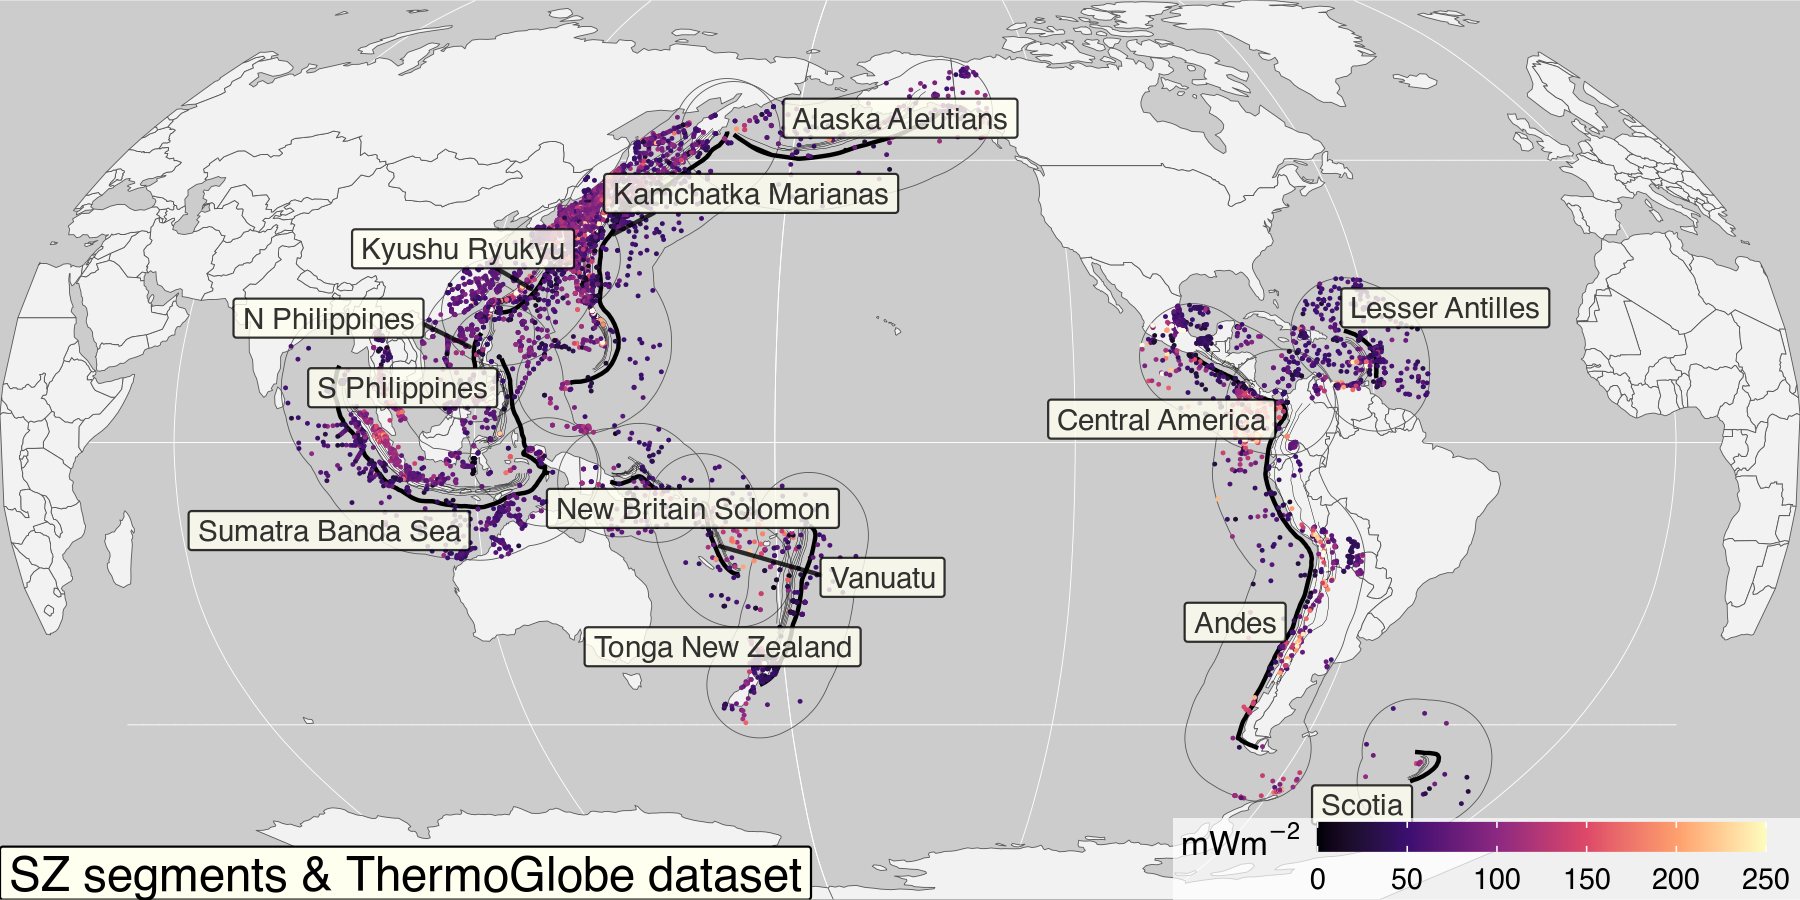 Alaska Aleutians
Kamchatka Marianas
Kyushu Ryukyu
N Philippines
Lesser Antilles
S Philippines
Central America
New Britain Solomon
Sumatra Banda Sea
Vanuatu
Andes
Tonga New Zealand
Scotia
mWm⁻²
0 50 100 150 200 250
SZ segments & ThermoGlobe dataset